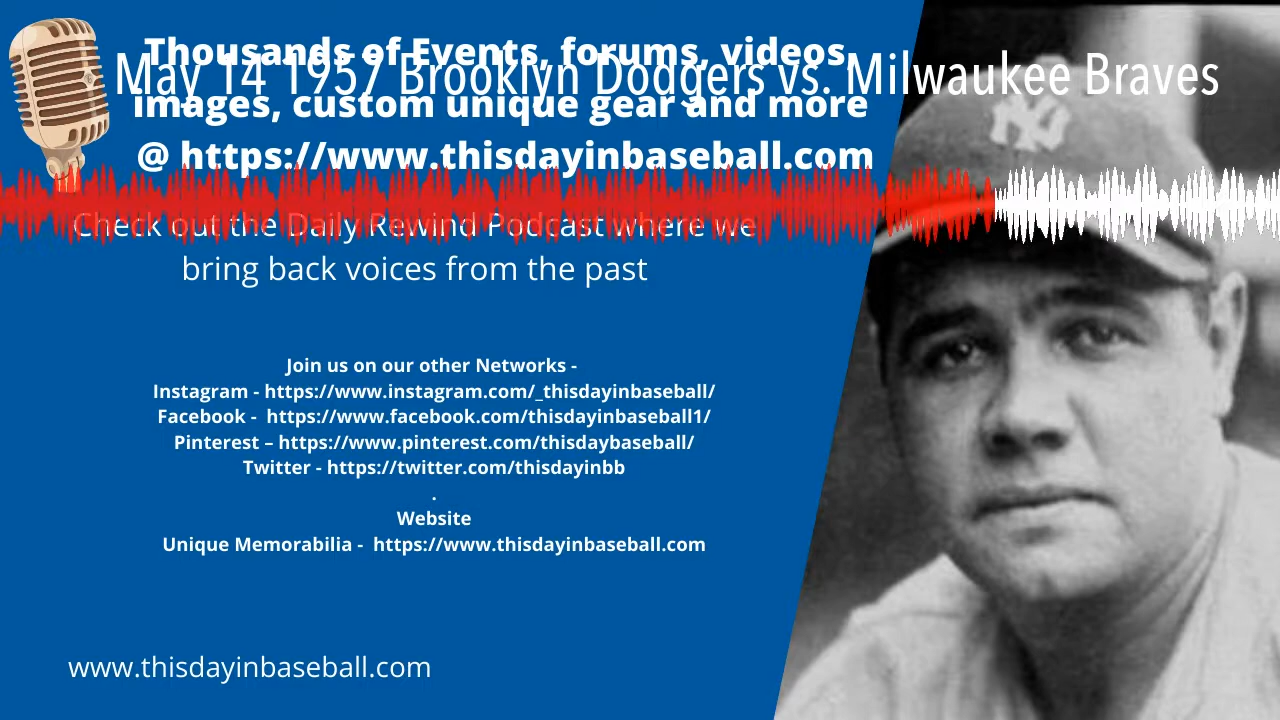 Thousands of Events, forums, videos,
May 14 1957 Brooklyn Dodgers vs. Milwaukee Braves
images, custom unique gear and more
@ https://www.thisdayinbaseball.com
Check out the Daily Rewind Podcast where we
bring back voices from the past
Join us on our other Networks -
Instagram - https://www.instagram.com/_thisdayinbaseball/
Facebook - https://www.facebook.com/thisdayinbaseball1/
Pinterest – https://www.pinterest.com/thisdaybaseball/
Twitter - https://twitter.com/thisdayinbb
.
Website
Unique Memorabilia - https://www.thisdayinbaseball.com
www.thisdayinbaseball.com
NY